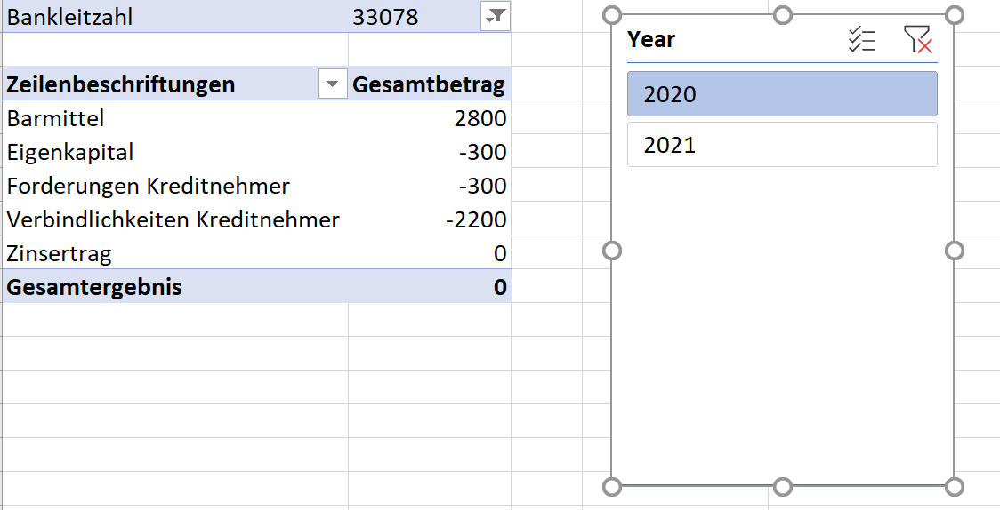 Bankleitzahl 33078
Zeilenbeschriftungen Gesamtbetrag
Barmittel 2800
Eigenkapital -300
Forderungen Kreditnehmer -300
Verbindlichkeiten Kreditnehmer -2200
Zinsertrag 0
Gesamtergebnis 0
Year
2020
2021